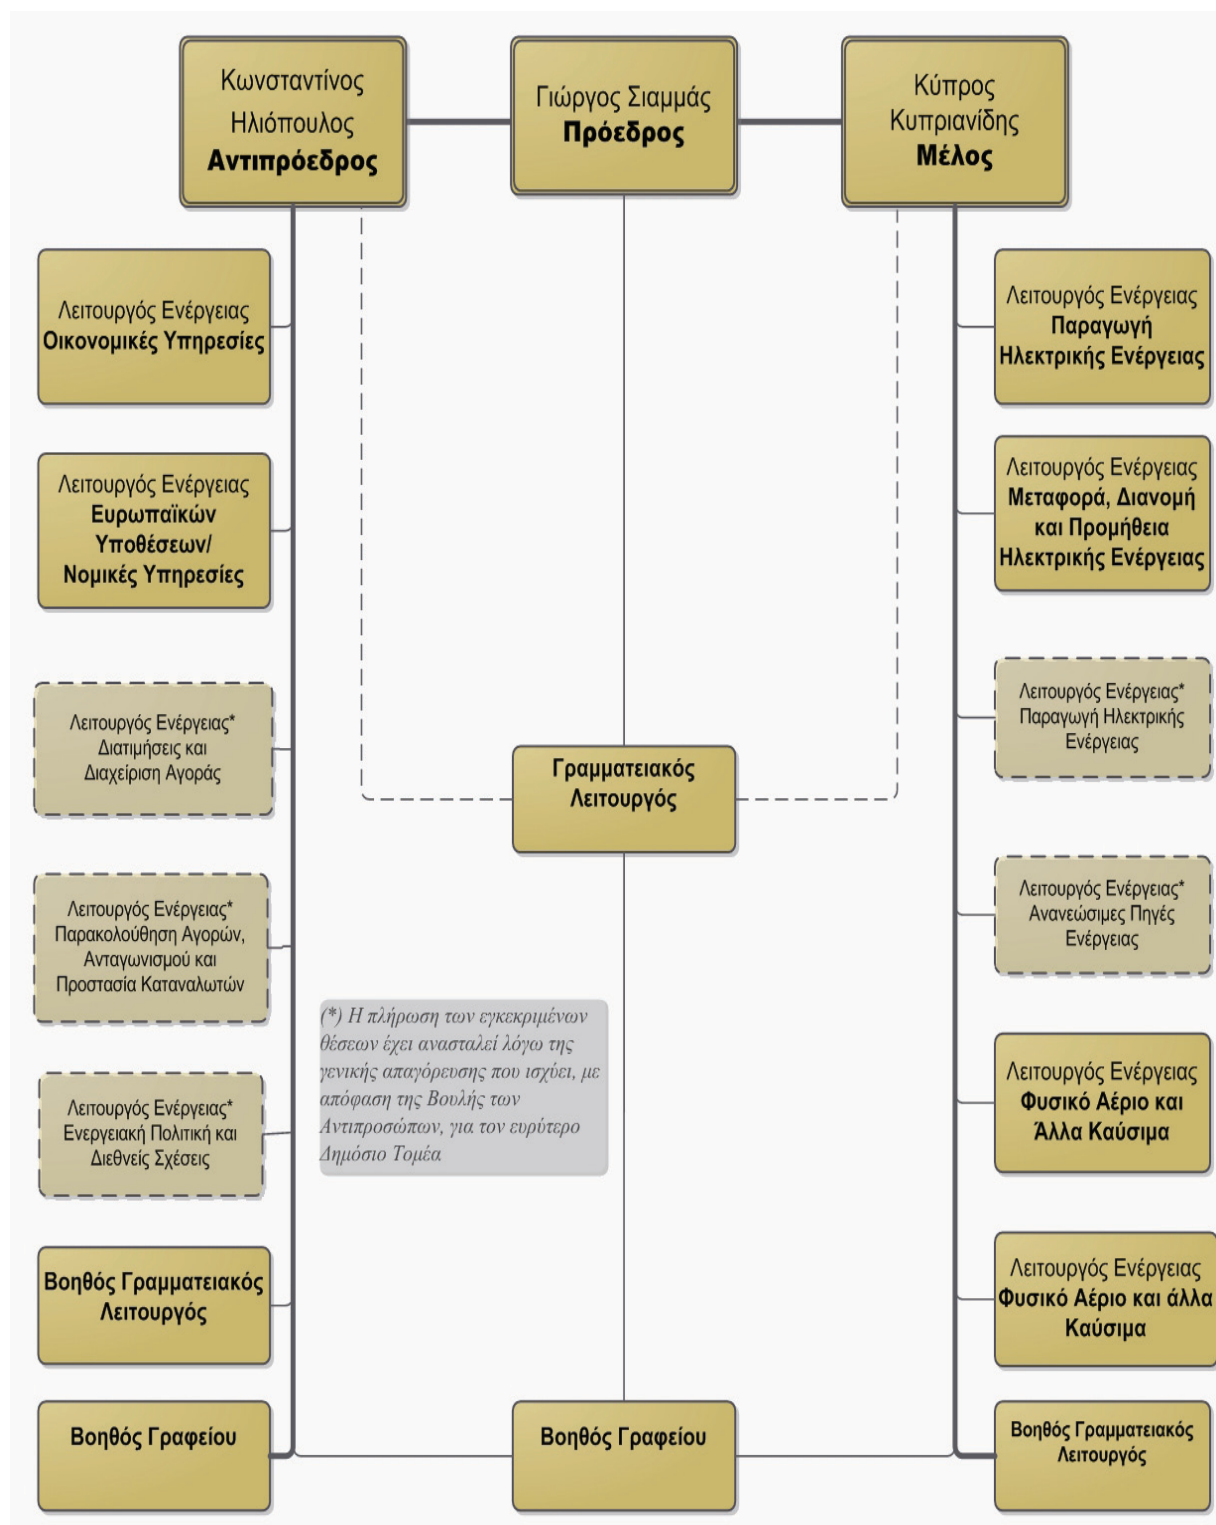 Κωνσταντίνος
Ηλιόπουλος
Αντιπρόεδρος
Γιώργος Σιαμμάς
Πρόεδρος
Κύπρος
Κυπριανίδης
Μέλος
Λειτουργός Ενέργειας
Οικονομικές Υπηρεσίες
Λειτουργός Ενέργειας
Ευρωπαϊκών
Υποθέσεων/
Νομικές Υπηρεσίες
Λειτουργός Ενέργειας*
Διατιμήσεις και
Διαχείριση Αγοράς
Λειτουργός Ενέργειας*
Παρακολούθηση Αγορών,
Ανταγωνισμού και
Προστασία Καταναλωτών
Λειτουργός Ενέργειας*
Ενεργειακή Πολιτική και
Διεθνείς Σχέσεις
Βοηθός Γραμματειακός
Λειτουργός
Βοηθός Γραφείου
Γραμματειακός
Λειτουργός
(*) Η πλήρωση των εγκεκριμένων
θέσεων έχει ανασταλεί λόγω της
γενικής απαγόρευσης που ισχύει, με
απόφαση της Βουλής των
Αντιπροσώπων, για τον ευρύτερο
Δημόσιο Τομέα
Βοηθός Γραφείου
Λειτουργός Ενέργειας
Παραγωγή
Ηλεκτρικής Ενέργειας
Λειτουργός Ενέργειας
Μεταφορά, Διανομή
και Προμήθεια
Ηλεκτρικής Ενέργειας
Λειτουργός Ενέργειας*
Παραγωγή Ηλεκτρικής
Ενέργειας
Λειτουργός Ενέργειας*
Ανανεώσιμες Πηγές
Ενέργειας
Λειτουργός Ενέργειας
Φυσικό Αέριο και
Άλλα Καύσιμα
Λειτουργός Ενέργειας
Φυσικό Αέριο και άλλα
Καύσιμα
Βοηθός Γραμματειακός
Λειτουργός